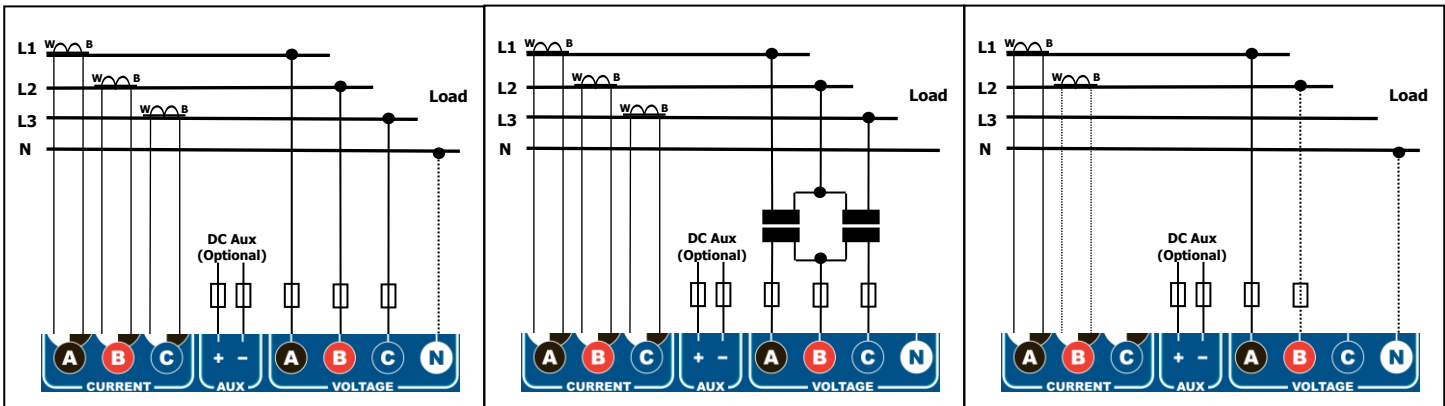 W B
L1
W B
L2
Load
W B
L3
N
DC Aux
(Optional)
A B C + − A B C N
CURRENT AUX VOLTAGE
W B
L1
W B
L2
Load
W B
L3
N
DC Aux
(Optional)
A B C + − A B C N
CURRENT AUX VOLTAGE
W B
L1
W B
L2
Load
L3
N
DC Aux
(Optional)
A B C + − A B C N
CURRENT AUX VOLTAGE